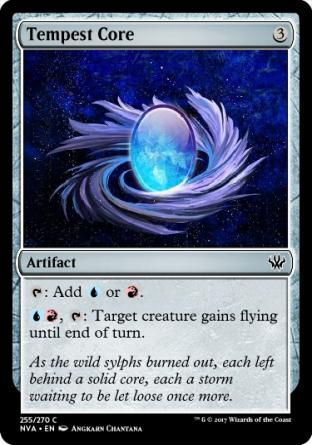 Tempest Core 3
Artifact
: Add or .
, : Target creature gains flying
until end of turn.
As the wild sylphs burned out, each left
behind a solid core, each a storm
waiting to be let loose once more.
255/270 C
NVA • EN Angkarn Chantana
™ & © 2017 Wizards of the Coast